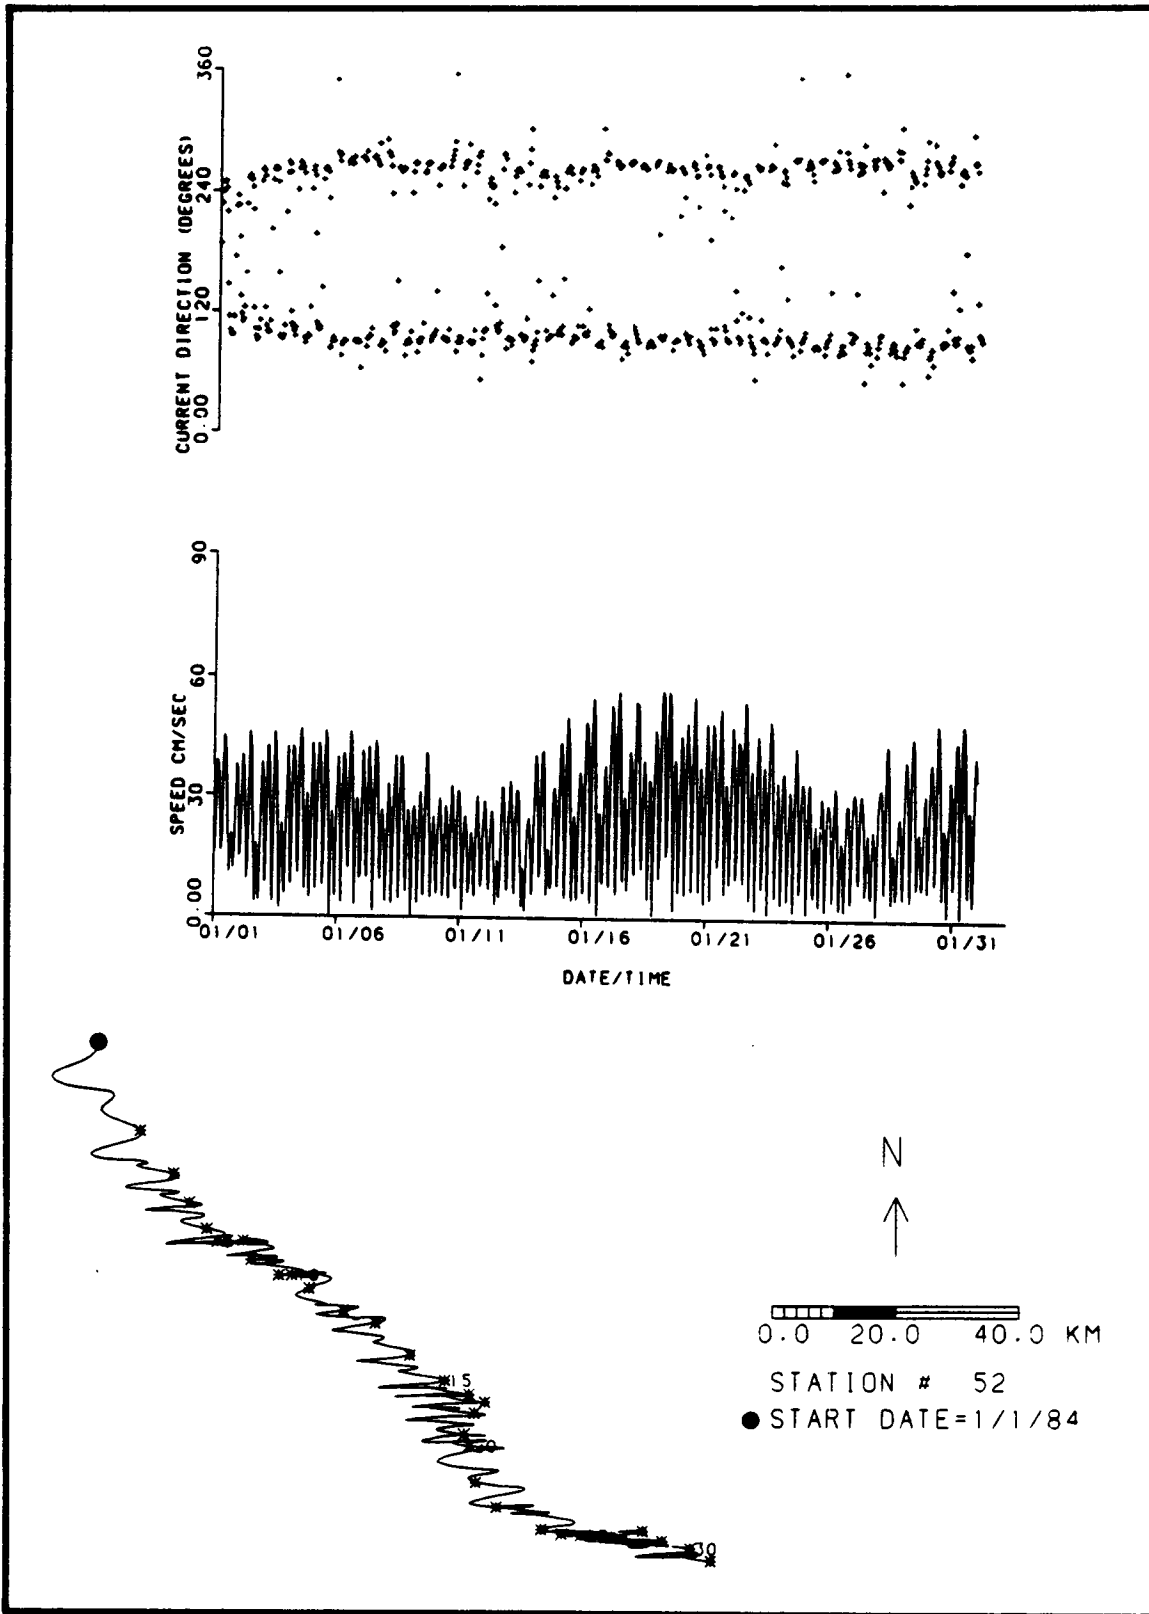 CURRENT DIRECTION (DEGREES)
360
240
120
0.00
SPEED CM/SEC
90
60
30
0.00
01/01 01/06 01/11 01/16 01/21 01/26 01/31
DATE/TIME
N
0.0 20.0 40.0 KM
STATION # 52
START DATE=1/1/84
15
30